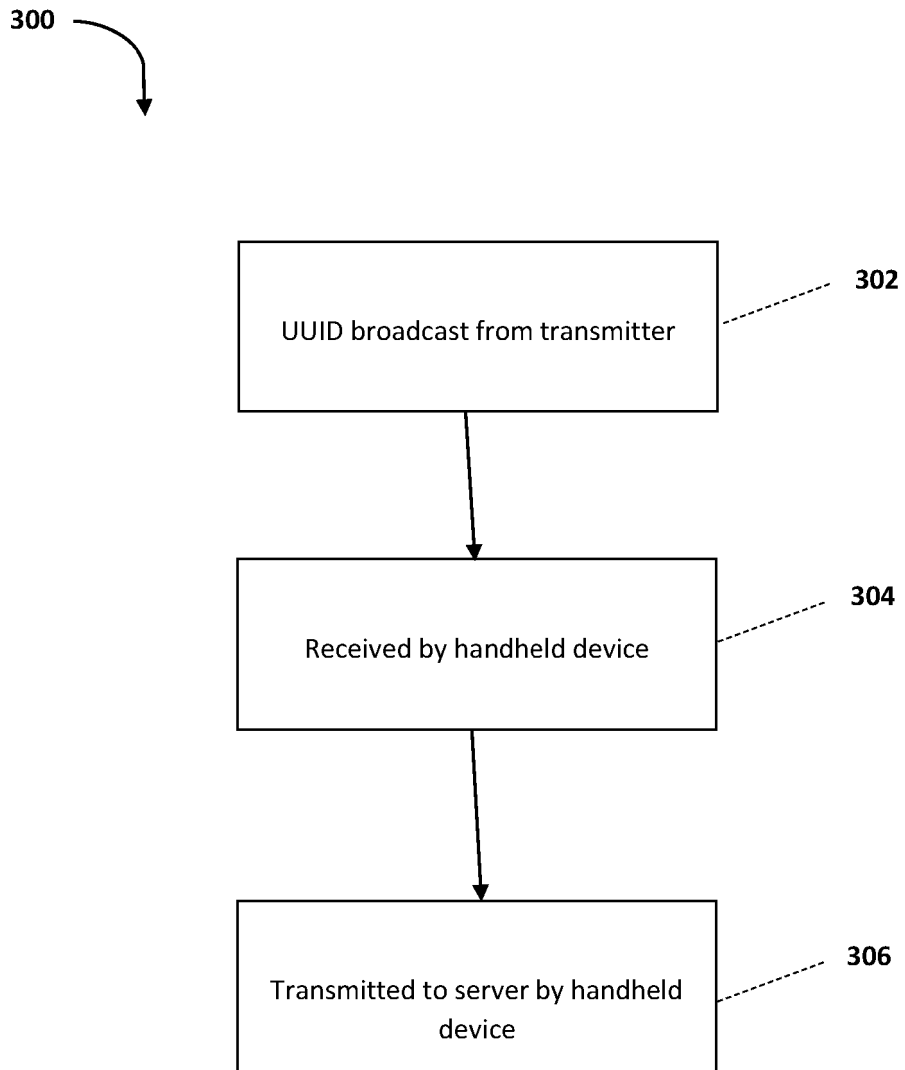 300
302
UUID broadcast from transmitter
304
Received by handheld device
306
Transmitted to server by handheld
device